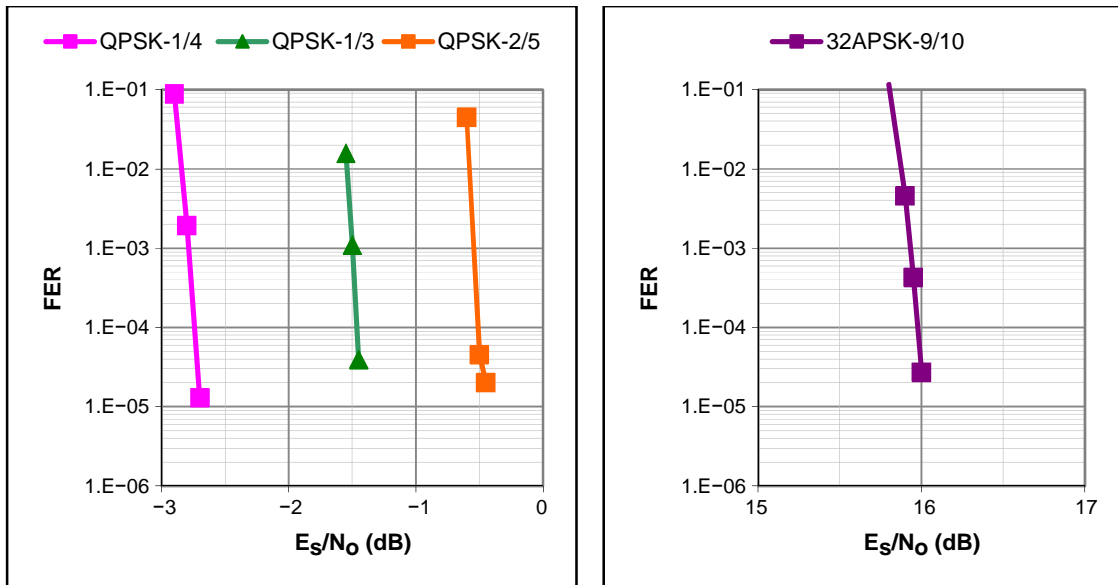 QPSK-1/4 QPSK-1/3 QPSK-2/5
1.E−01
1.E−02
1.E−03
1.E−04
1.E−05
1.E−06
FER
−3 −2 −1 0
ES/NO (dB)
32APSK-9/10
1.E−01
1.E−02
1.E−03
1.E−04
1.E−05
1.E−06
FER
15 16 17
ES/NO (dB)